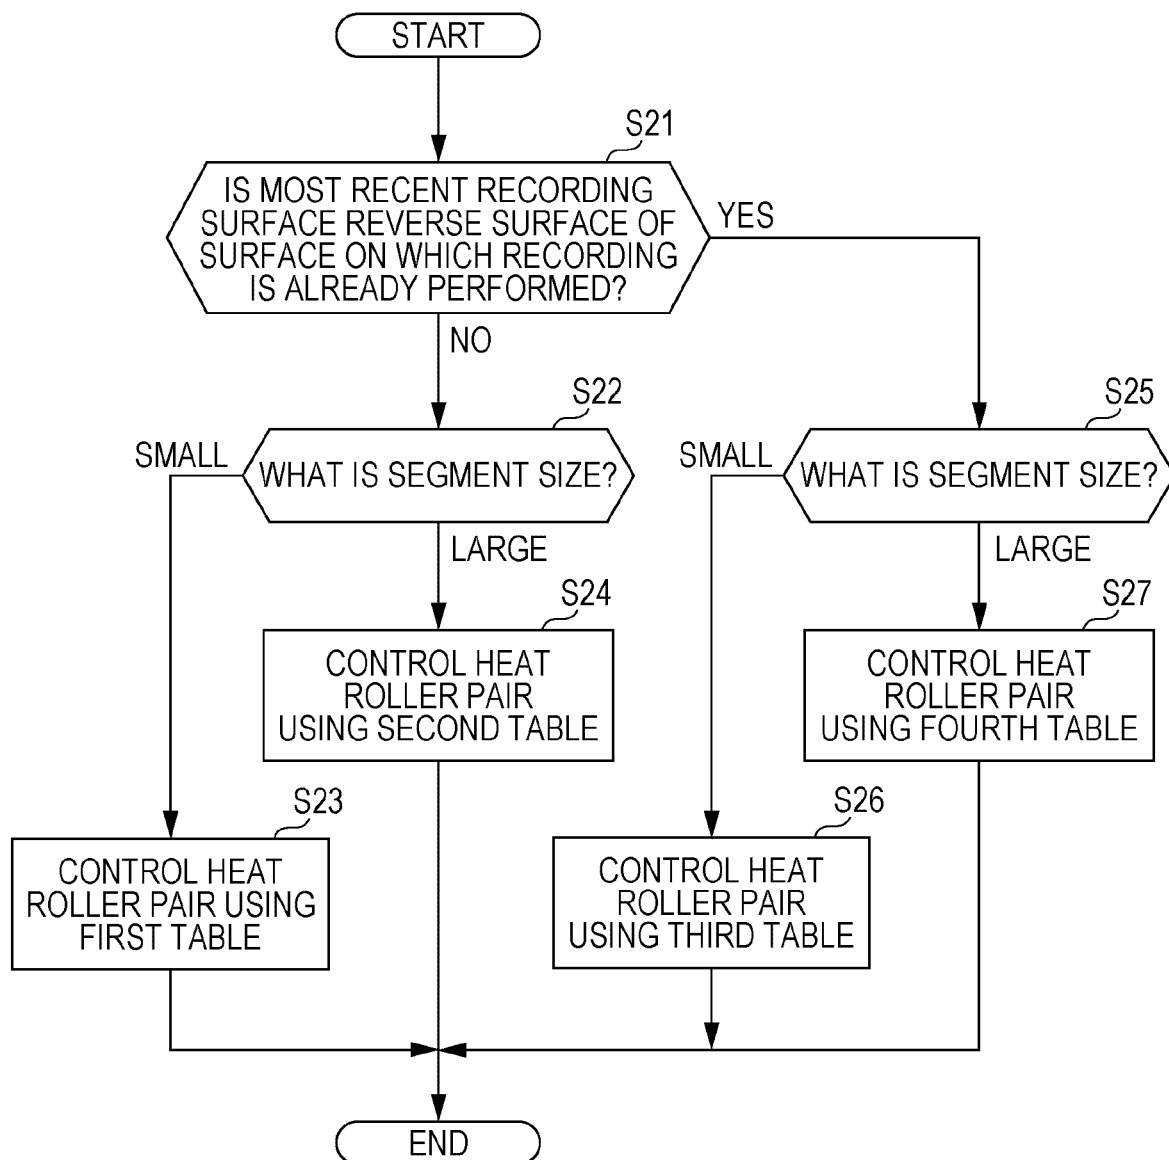 START
S21
IS MOST RECENT RECORDING
SURFACE REVERSE SURFACE OF
SURFACE ON WHICH RECORDING
IS ALREADY PERFORMED?
YES
NO
S22
SMALL
WHAT IS SEGMENT SIZE?
LARGE
S25
SMALL
WHAT IS SEGMENT SIZE?
LARGE
S24
CONTROL HEAT
ROLLER PAIR
USING SECOND TABLE
S27
CONTROL HEAT
ROLLER PAIR
USING FOURTH TABLE
S23
CONTROL HEAT
ROLLER PAIR USING
FIRST TABLE
S26
CONTROL HEAT
ROLLER PAIR
USING THIRD TABLE
END